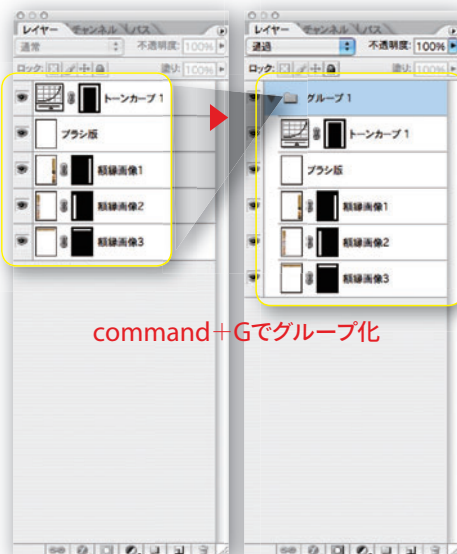 レイヤー チャンネル パス
通常 不透明度: 100%
ロック: 塗り: 100%
トーンカーブ 1
ブラシ版
額縁画像1
額縁画像2
額縁画像3
レイヤー チャンネル パス
通過 不透明度: 100%
ロック: 塗り: 100%
グループ 1
トーンカーブ 1
ブラシ版
額縁画像1
額縁画像2
額縁画像3
command+Gでグループ化